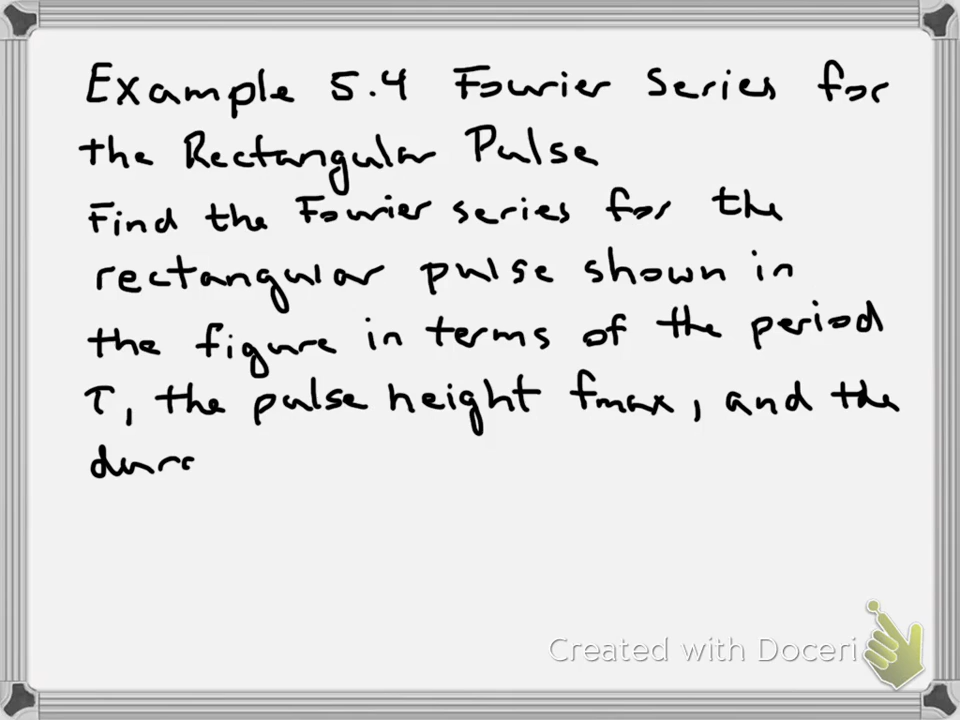 Example 5.4 Fourier Series for
the Rectangular Pulse
Find the Fourier series for the
rectangular pulse shown in
the figure in terms of the period
τ, the pulse height fmax, and the
dura
Created with Doceri